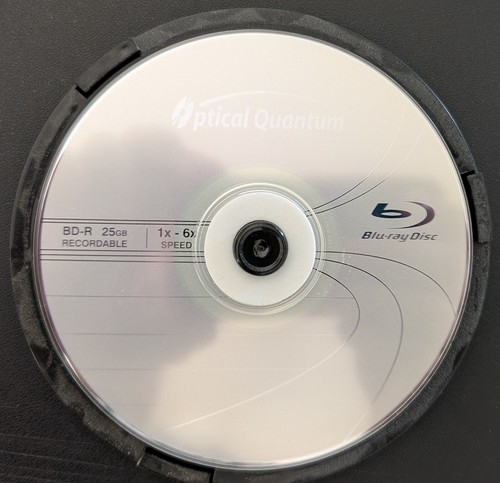 Optical Quantum
BD-R 25GB
RECORDABLE
1x - 6x
SPEED
Blu-ray Disc